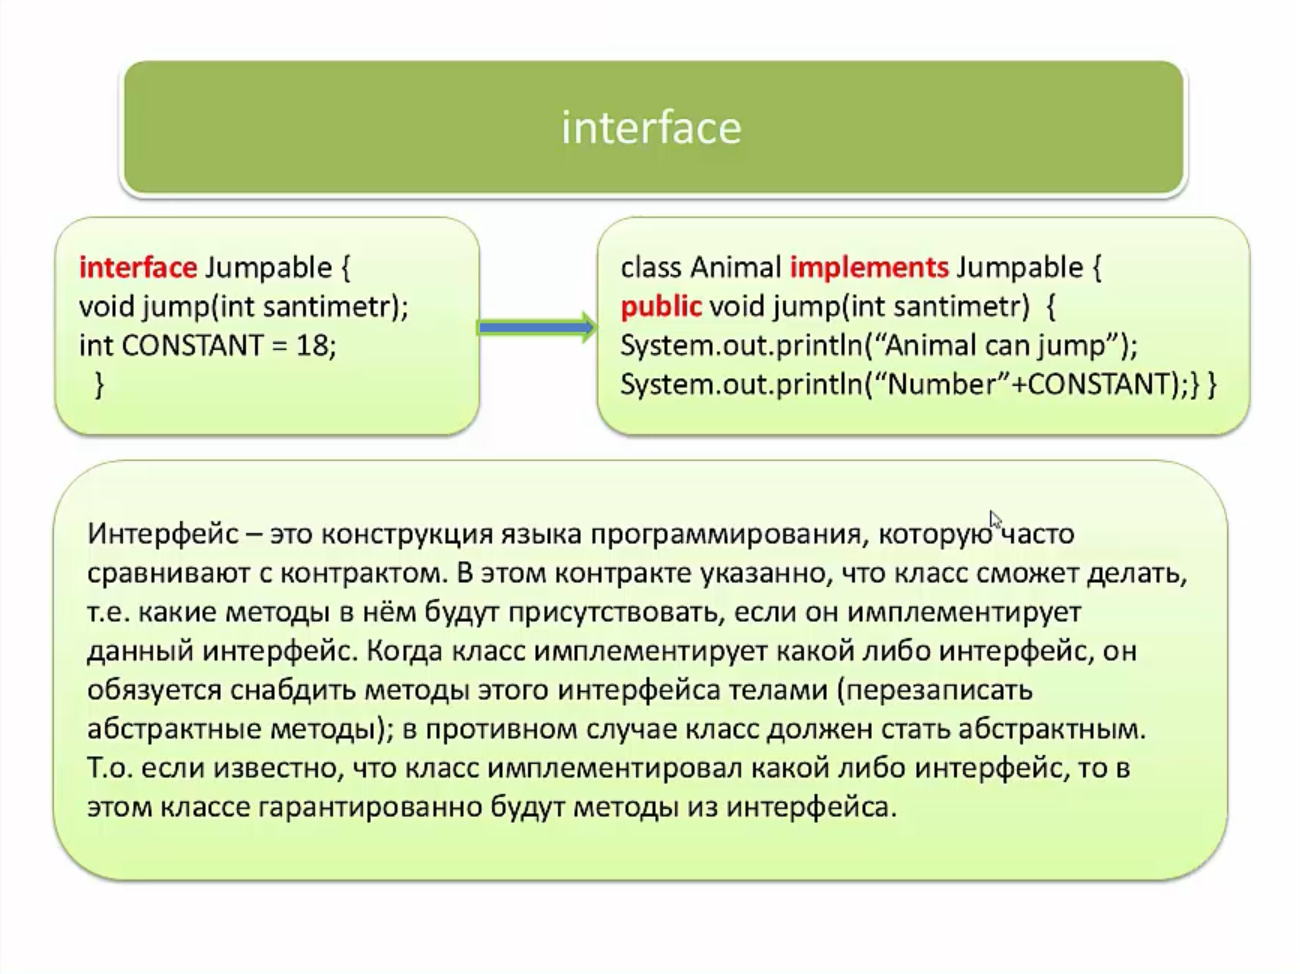 interface
interface Jumpable {
void jump(int santimetr);
int CONSTANT = 18;
}
class Animal implements Jumpable {
public void jump(int santimetr)  {
System.out.println(“Animal can jump”);
System.out.println(“Number”+CONSTANT);} }
Интерфейс – это конструкция языка программирования, которую часто
сравнивают с контрактом. В этом контракте указанно, что класс сможет делать,
т.е. какие методы в нём будут присутствовать, если он имплементирует
данный интерфейс. Когда класс имплементирует какой либо интерфейс, он
обязуется снабдить методы этого интерфейса телами (перезаписать
абстрактные методы); в противном случае класс должен стать абстрактным.
Т.о. если известно, что класс имплементировал какой либо интерфейс, то в
этом классе гарантированно будут методы из интерфейса.